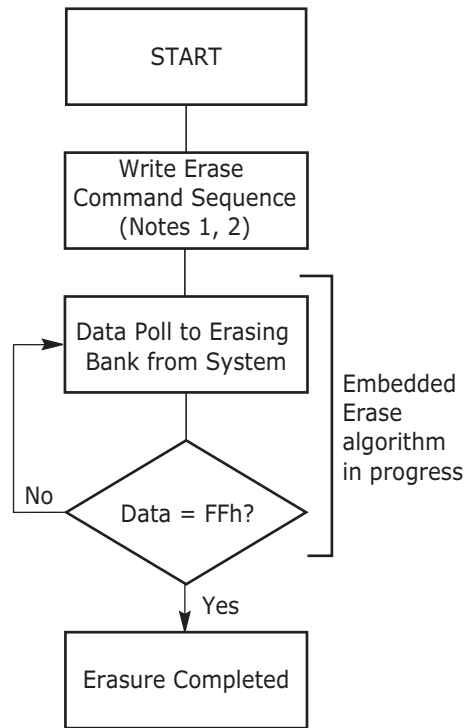 START
Write Erase
Command Sequence
(Notes 1, 2)
Data Poll to Erasing
Bank from System
Embedded
Erase
algorithm
in progress
No
Data = FFh?
Yes
Erasure Completed